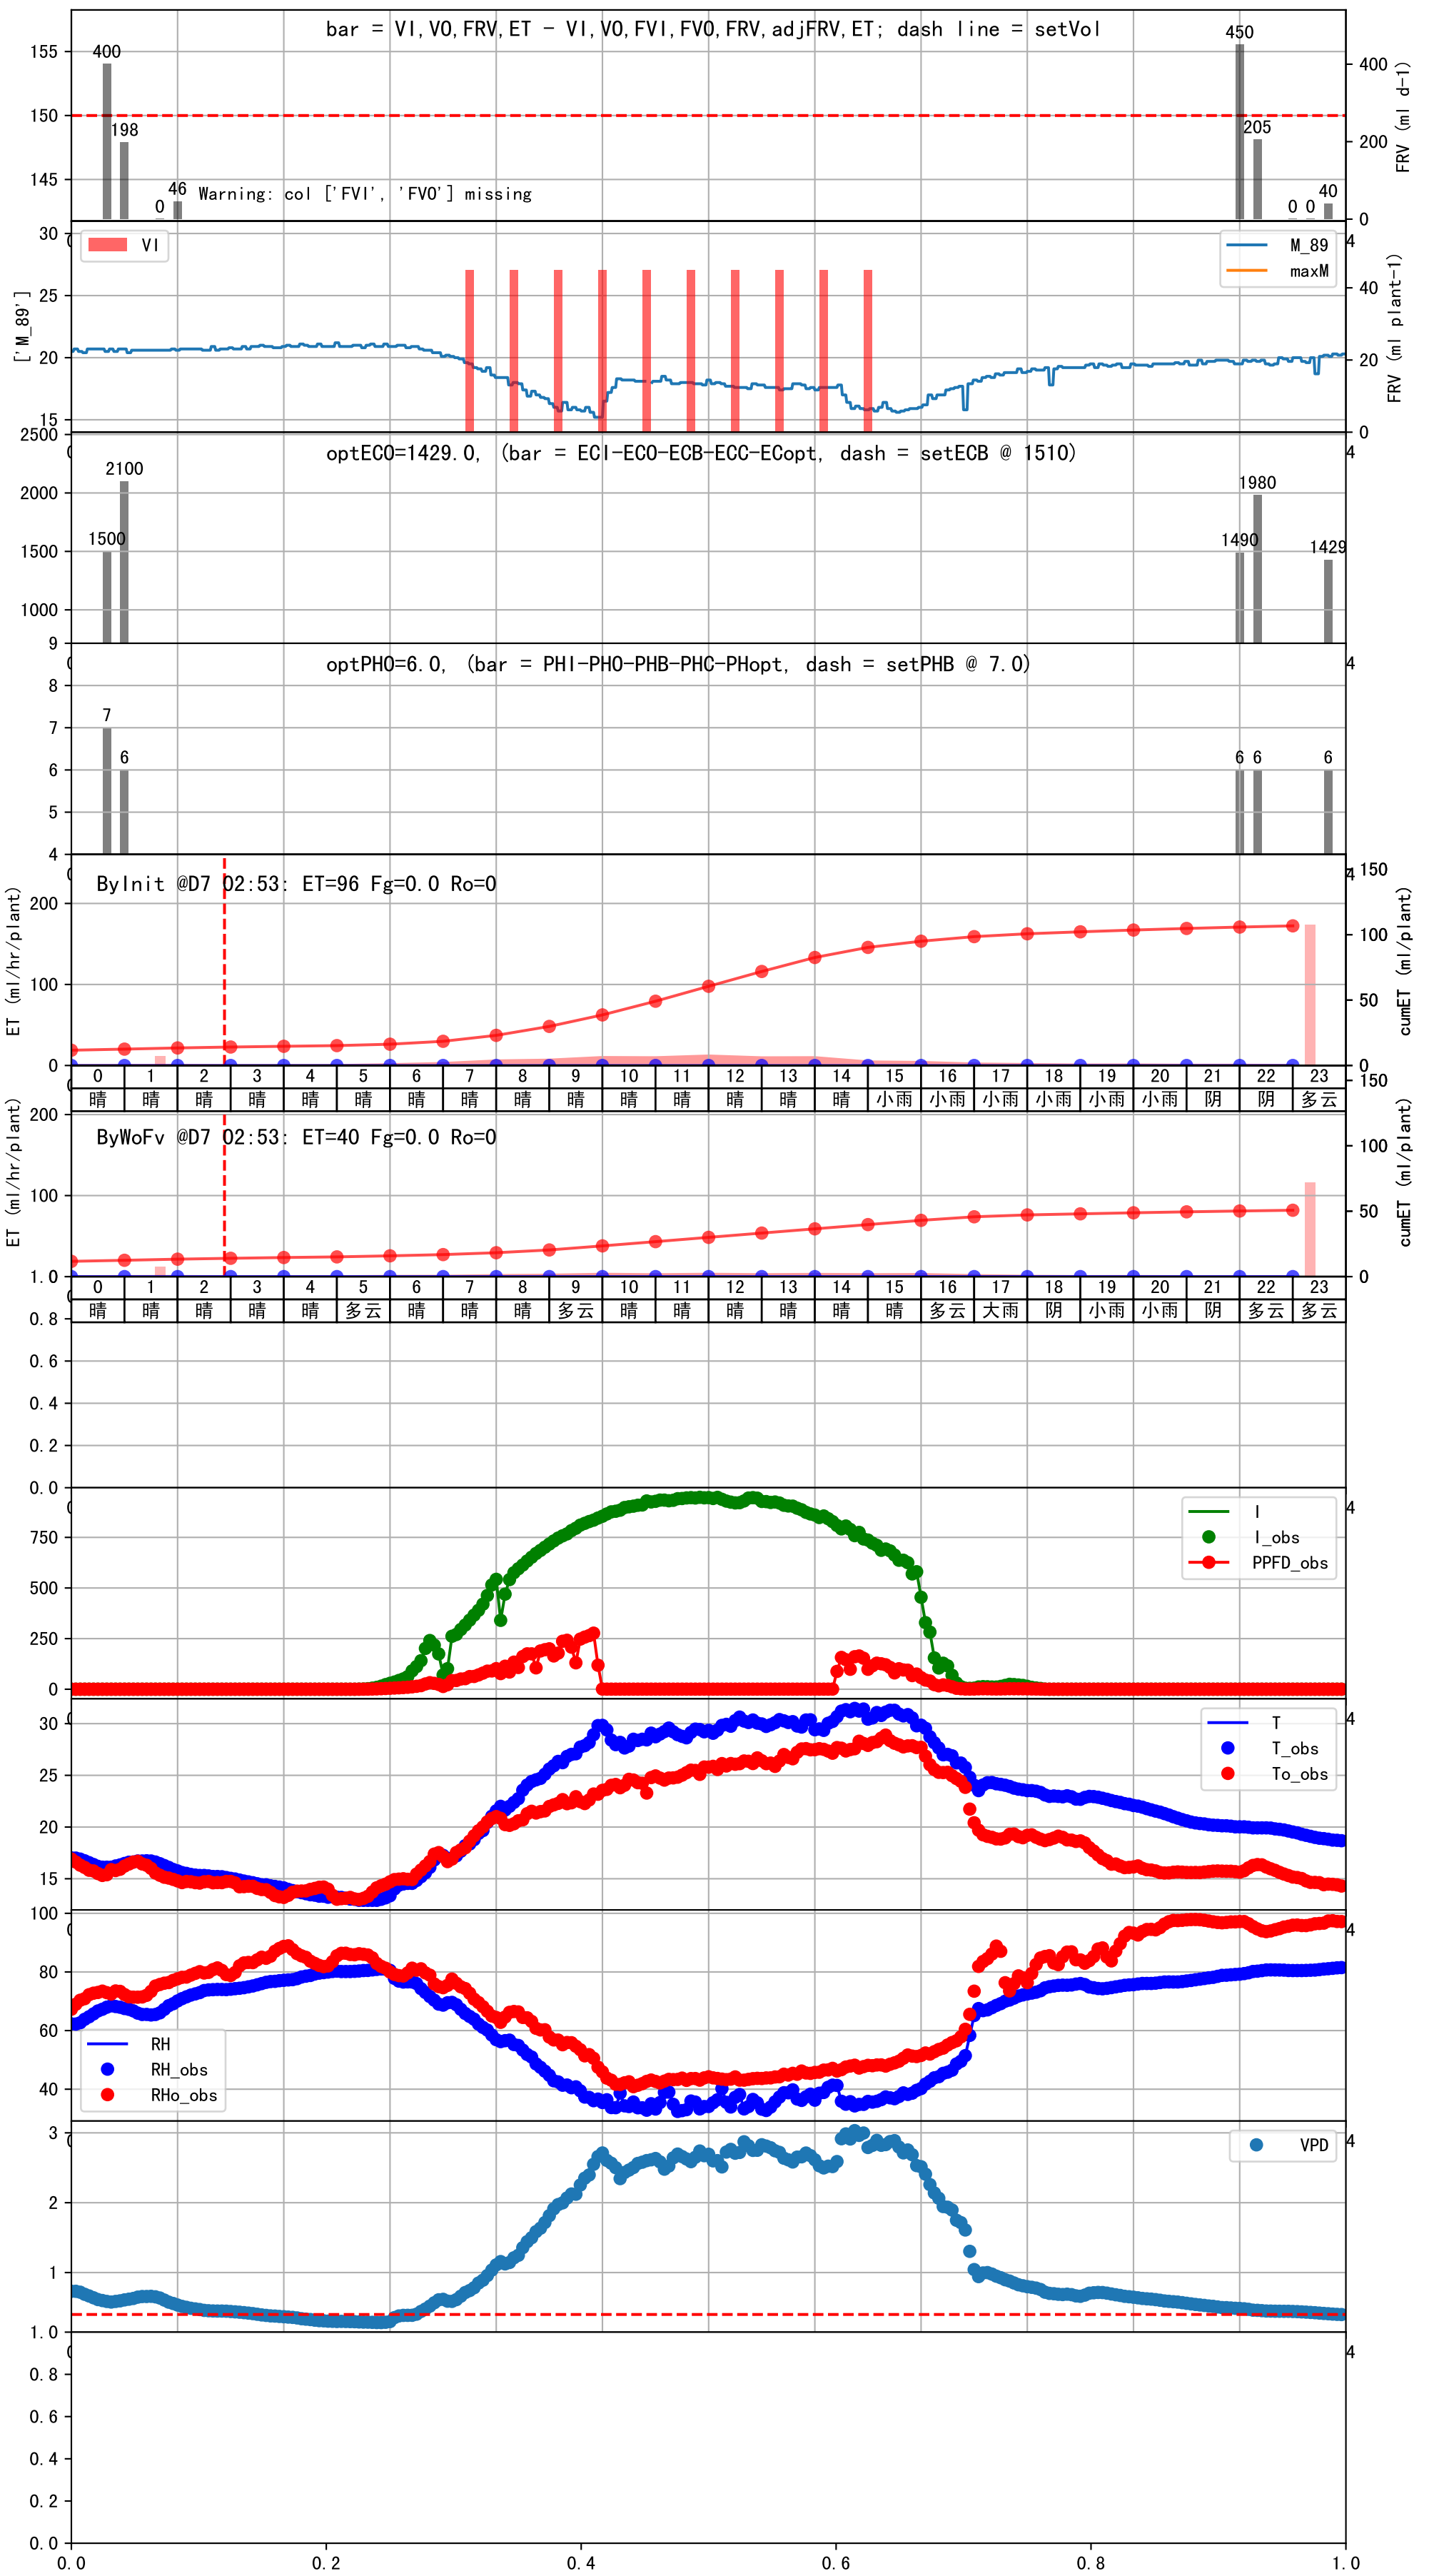 bar = VI,VO,FRV,ET - VI,VO,FVI,FVO,FRV,adjFRV,ET; dash line = setVol
155
150
145
400
198
0
46
Warning: col ['FVI', 'FVO'] missing
450
205
0 0
40
400
200
0
FRV (ml d-1)
4
30
25
20
15
['M_89']
VI
M_89
maxM
40
20
0
FRV (ml plant-1)
4
optECO=1429.0, (bar = ECI-ECO-ECB-ECC-ECopt, dash = setECB @ 1510)
2500
2000
1500
1000
1500
2100
1490
1980
1429
4
optPHO=6.0, (bar = PHI-PHO-PHB-PHC-PHopt, dash = setPHB @ 7.0)
9
8
7
6
5
4
7
6
6 6
6
4
ByInit @D7 02:53: ET=96 Fg=0.0 Ro=0
200
100
0
ET (ml/hr/plant)
150
100
50
0
cumET (ml/plant)
0 1 2 3 4 5 6 7 8 9 10 11 12 13 14 15 16 17 18 19 20 21 22 23
晴 晴 晴 晴 晴 晴 晴 晴 晴 晴 晴 晴 晴 晴 晴 小雨 小雨 小雨 小雨 小雨 小雨 阴 阴 多云
ByWoFv @D7 02:53: ET=40 Fg=0.0 Ro=0
200
100
ET (ml/hr/plant)
150
100
50
0
cumET (ml/plant)
0 1 2 3 4 5 6 7 8 9 10 11 12 13 14 15 16 17 18 19 20 21 22 23
晴 晴 晴 晴 晴 多云 晴 晴 晴 多云 晴 晴 晴 晴 晴 晴 多云 大雨 阴 小雨 小雨 阴 多云 多云
1.0
0.8
0.6
0.4
0.2
0.0
4
750
500
250
0
I
I_obs
PPFD_obs
4
30
25
20
15
T
T_obs
To_obs
4
100
80
60
40
RH
RH_obs
RHo_obs
4
3
2
1
VPD
4
1.0
0.8
0.6
0.4
0.2
0.0
0.0 0.2 0.4 0.6 0.8 1.0